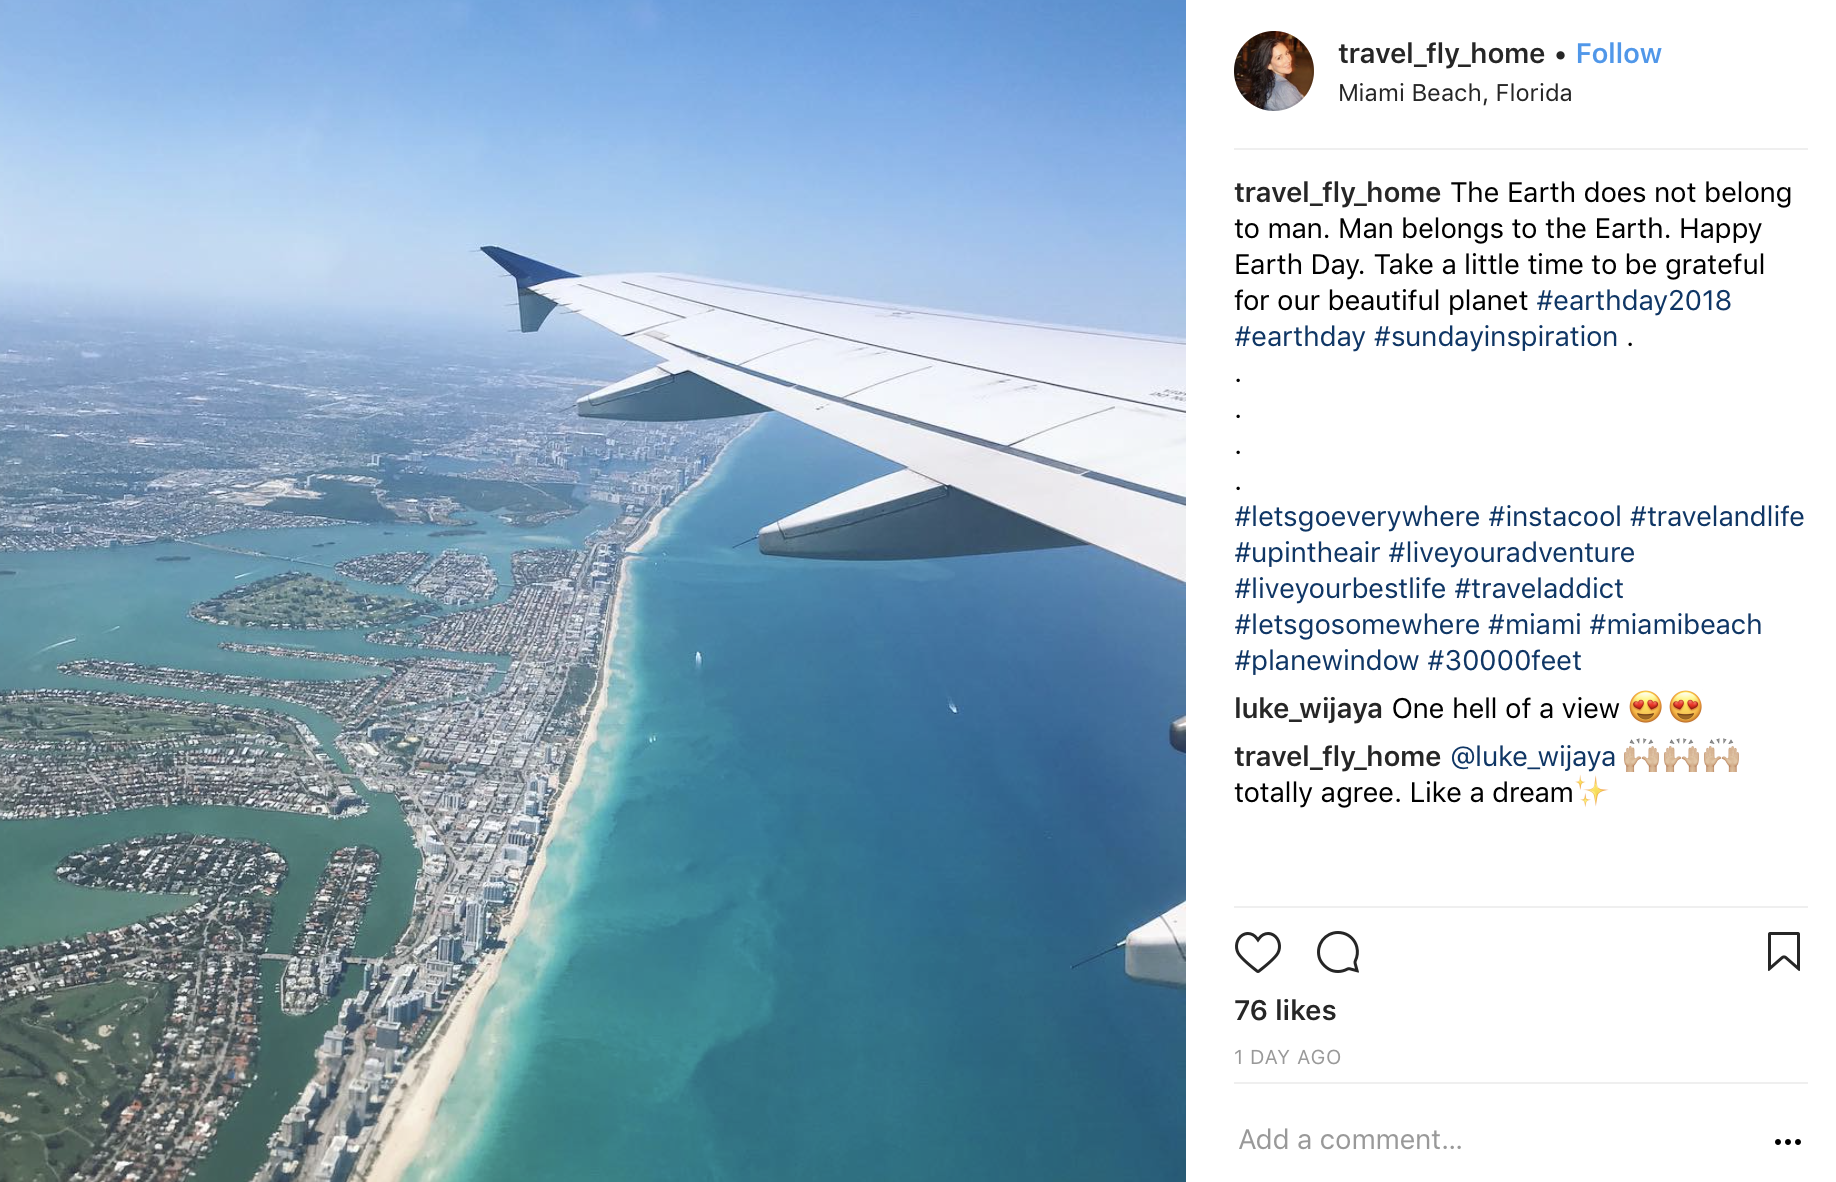 travel_fly_home • Follow
Miami Beach, Florida
travel_fly_home The Earth does not belong
to man. Man belongs to the Earth. Happy
Earth Day. Take a little time to be grateful
for our beautiful planet #earthday2018
#earthday #sundayinspiration .
.
.
.
.
#letsgoeverywhere #instacool #travelandlife
#upintheair #liveyouradventure
#liveyourbestlife #traveladdict
#letsgosomewhere #miami #miamibeach
#planewindow #30000feet
luke_wijaya One hell of a view 😍 😍
travel_fly_home @luke_wijaya 🙌🏼🙌🏼🙌🏼
totally agree. Like a dream✨
76 likes
1 DAY AGO
Add a comment...